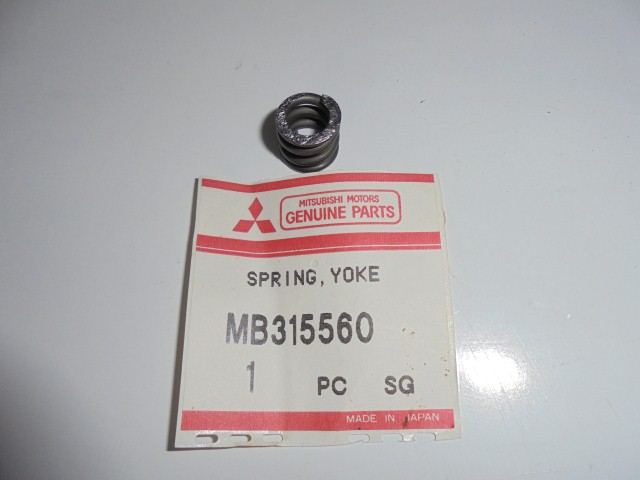 MITSUBISHI MOTORS
GENUINE PARTS
SPRING, YOKE
MB315560
1 PC SG
MADE IN JAPAN